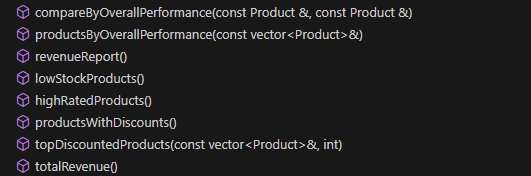 compareByOverallPerformance(const Product &, const Product &)
productsByOverallPerformance(const vector<Product>&)
revenueReport()
lowStockProducts()
highRatedProducts()
productsWithDiscounts()
topDiscountedProducts(const vector<Product>&, int)
totalRevenue()